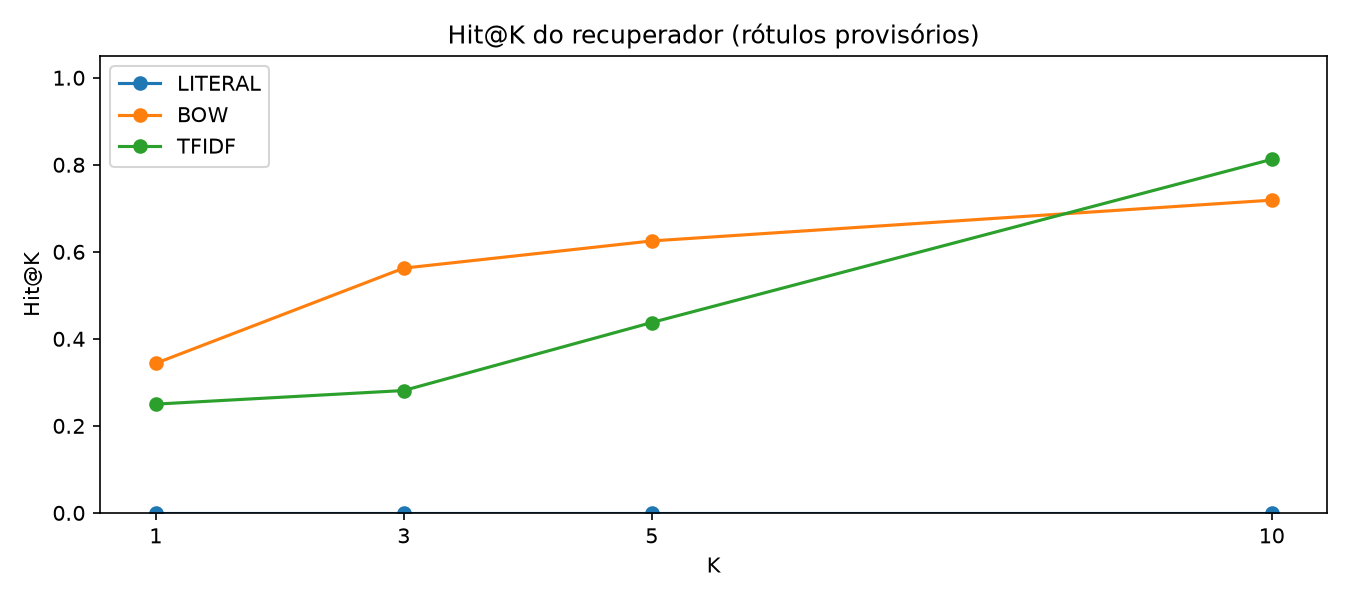 Hit@K do recuperador (rótulos provisórios)
LITERAL
BOW
TFIDF
1.0
0.8
0.6
0.4
0.2
0.0
Hit@K
1 3 5 10
K